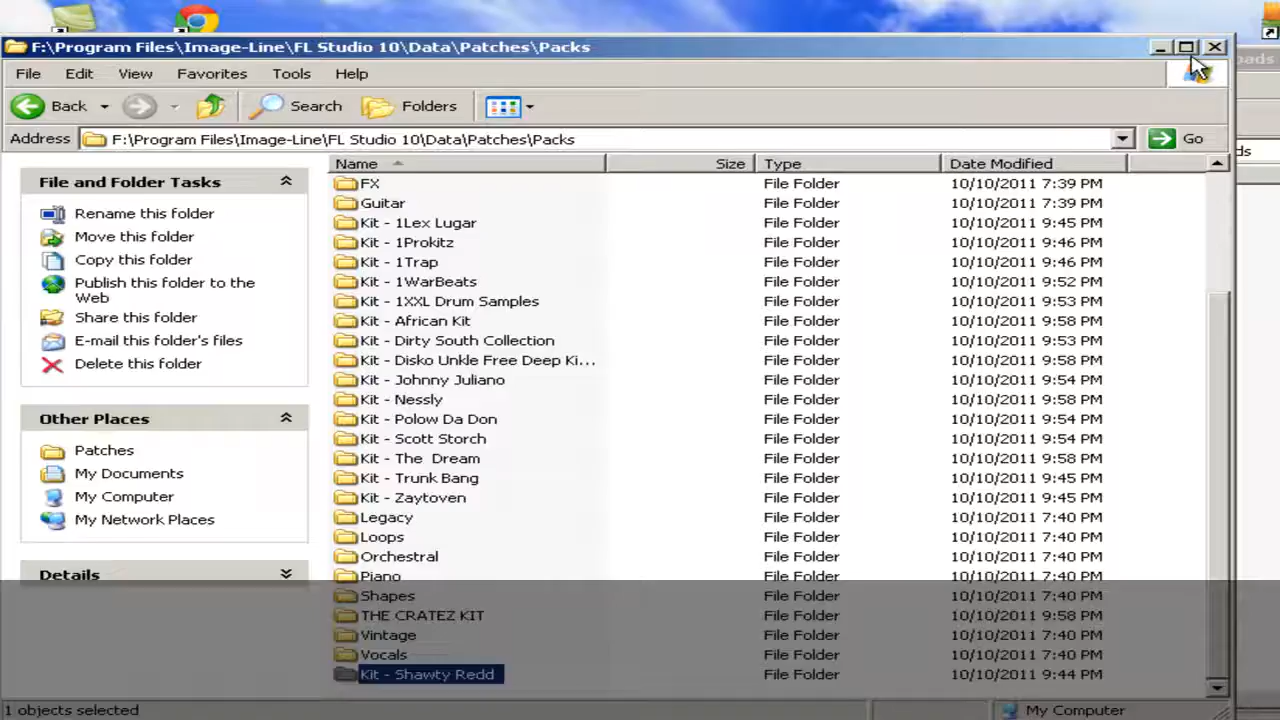 F:\Program Files\Image-Line\FL Studio 10\Data\Patches\Packs
File Edit View Favorites Tools Help
Back Search Folders
Address F:\Program Files\Image-Line\FL Studio 10\Data\Patches\Packs Go
ds
Name Size Type Date Modified
File and Folder Tasks
Rename this folder
Move this folder
Copy this folder
Publish this folder to the
Web
Share this folder
E-mail this folder's files
Delete this folder
Other Places
Patches
My Documents
My Computer
My Network Places
Details
FX File Folder 10/10/2011 7:39 PM
Guitar File Folder 10/10/2011 7:39 PM
Kit - 1Lex Lugar File Folder 10/10/2011 9:45 PM
Kit - 1Prokitz File Folder 10/10/2011 9:46 PM
Kit - 1Trap File Folder 10/10/2011 9:46 PM
Kit - 1WarBeats File Folder 10/10/2011 9:52 PM
Kit - 1XXL Drum Samples File Folder 10/10/2011 9:53 PM
Kit - African Kit File Folder 10/10/2011 9:58 PM
Kit - Dirty South Collection File Folder 10/10/2011 9:53 PM
Kit - Disko Unkle Free Deep Ki... File Folder 10/10/2011 9:58 PM
Kit - Johnny Juliano File Folder 10/10/2011 9:54 PM
Kit - Nessly File Folder 10/10/2011 9:58 PM
Kit - Polow Da Don File Folder 10/10/2011 9:54 PM
Kit - Scott Storch File Folder 10/10/2011 9:54 PM
Kit - The  Dream File Folder 10/10/2011 9:58 PM
Kit - Trunk Bang File Folder 10/10/2011 9:45 PM
Kit - Zaytoven File Folder 10/10/2011 9:45 PM
Legacy File Folder 10/10/2011 7:40 PM
Loops File Folder 10/10/2011 7:40 PM
Orchestral File Folder 10/10/2011 7:40 PM
Piano File Folder 10/10/2011 7:40 PM
Shapes File Folder 10/10/2011 7:40 PM
THE CRATEZ KIT File Folder 10/10/2011 9:58 PM
Vintage File Folder 10/10/2011 7:40 PM
Vocals File Folder 10/10/2011 7:40 PM
Kit - Shawty Redd File Folder 10/10/2011 9:44 PM
1 objects selected My Computer